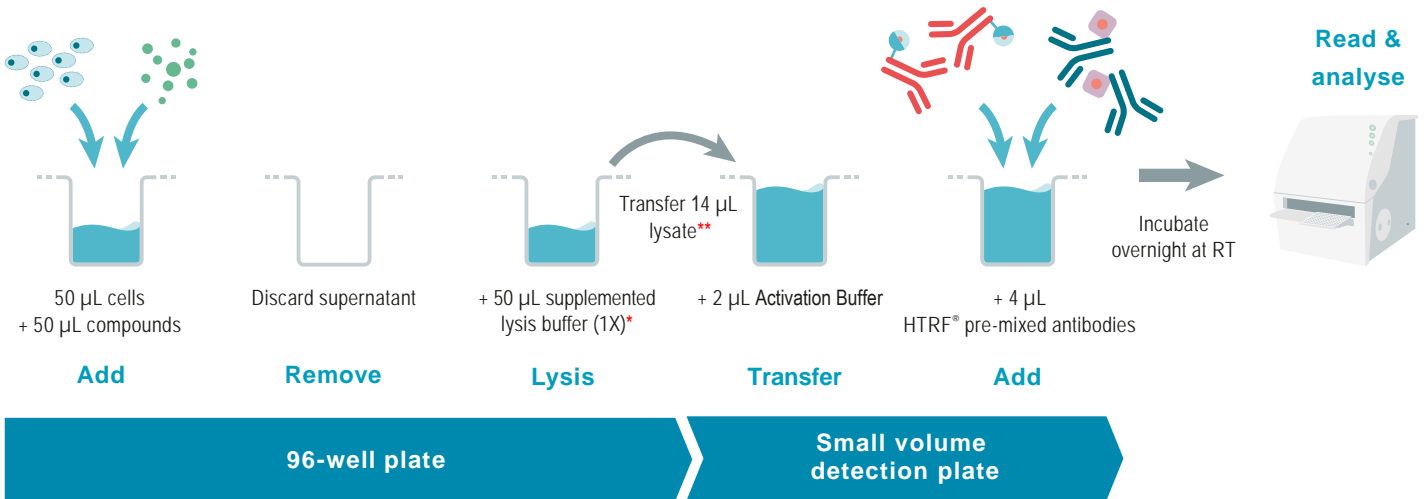 Read &
analyse
Transfer 14 µL
lysate**
Incubate
overnight at RT
50 µL cells
+ 50 µL compounds
Discard supernatant
+ 50 µL supplemented
lysis buffer (1X)*
+ 2 µL Activation Buffer
+ 4 µL
HTRF® pre-mixed antibodies
Add
Remove
Lysis
Transfer
Add
96-well plate
Small volume
detection plate